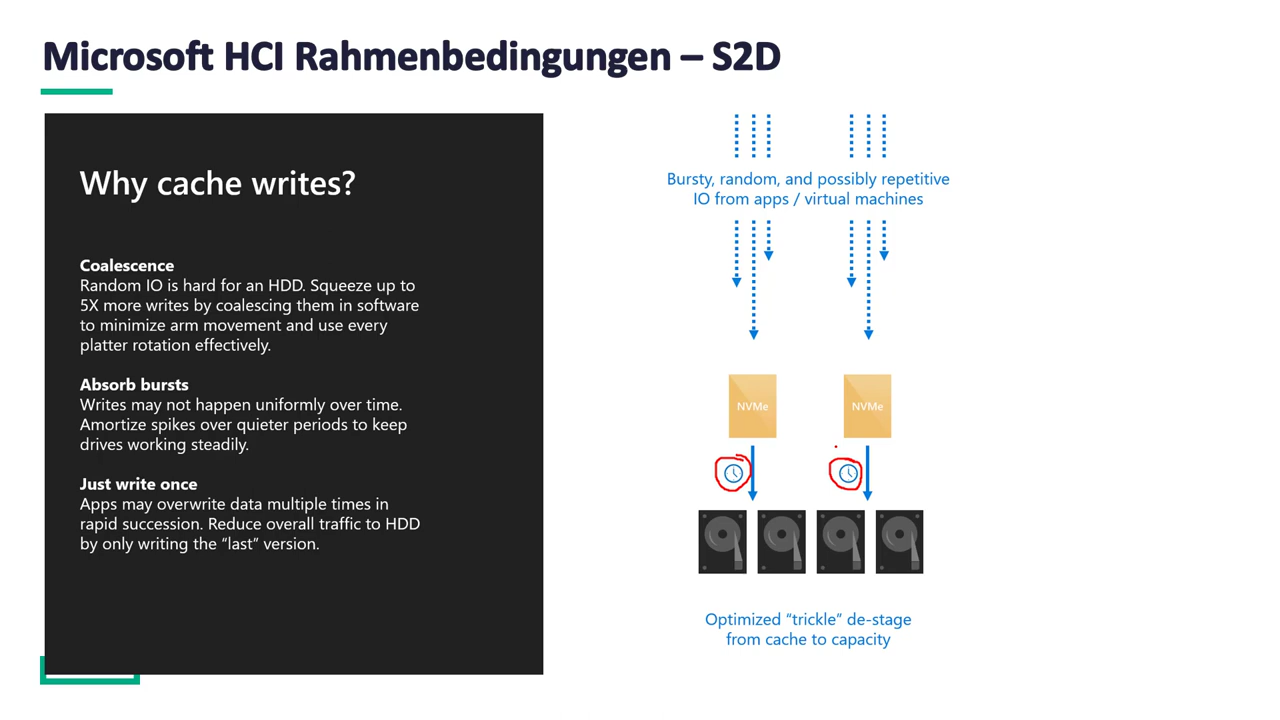 Microsoft HCI Rahmenbedingungen – S2D
Why cache writes?
Coalescence
Random IO is hard for an HDD. Squeeze up to
5X more writes by coalescing them in software
to minimize arm movement and use every
platter rotation effectively.
Absorb bursts
Writes may not happen uniformly over time.
Amortize spikes over quieter periods to keep
drives working steadily.
Just write once
Apps may overwrite data multiple times in
rapid succession. Reduce overall traffic to HDD
by only writing the “last” version.
Bursty, random, and possibly repetitive
IO from apps / virtual machines
NVMe NVMe
Optimized “trickle” de-stage
from cache to capacity